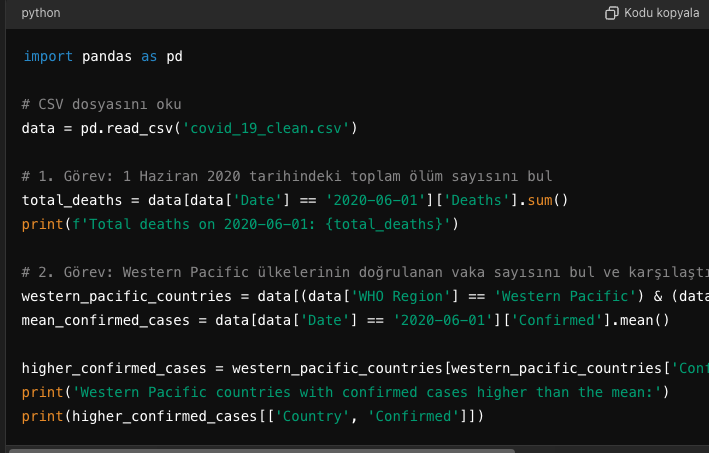 python Kodu kopyala
import pandas as pd
# CSV dosyasını oku
data = pd.read_csv('covid_19_clean.csv')
# 1. Görev: 1 Haziran 2020 tarihindeki toplam ölüm sayısını bul
total_deaths = data[data['Date'] == '2020-06-01']['Deaths'].sum()
print(f'Total deaths on 2020-06-01: {total_deaths}')
# 2. Görev: Western Pacific ülkelerinin doğrulanan vaka sayısını bul ve karşılaştı
western_pacific_countries = data[(data['WHO Region'] == 'Western Pacific') & (data
mean_confirmed_cases = data[data['Date'] == '2020-06-01']['Confirmed'].mean()
higher_confirmed_cases = western_pacific_countries[western_pacific_countries['Conf
print('Western Pacific countries with confirmed cases higher than the mean:')
print(higher_confirmed_cases[['Country', 'Confirmed']])